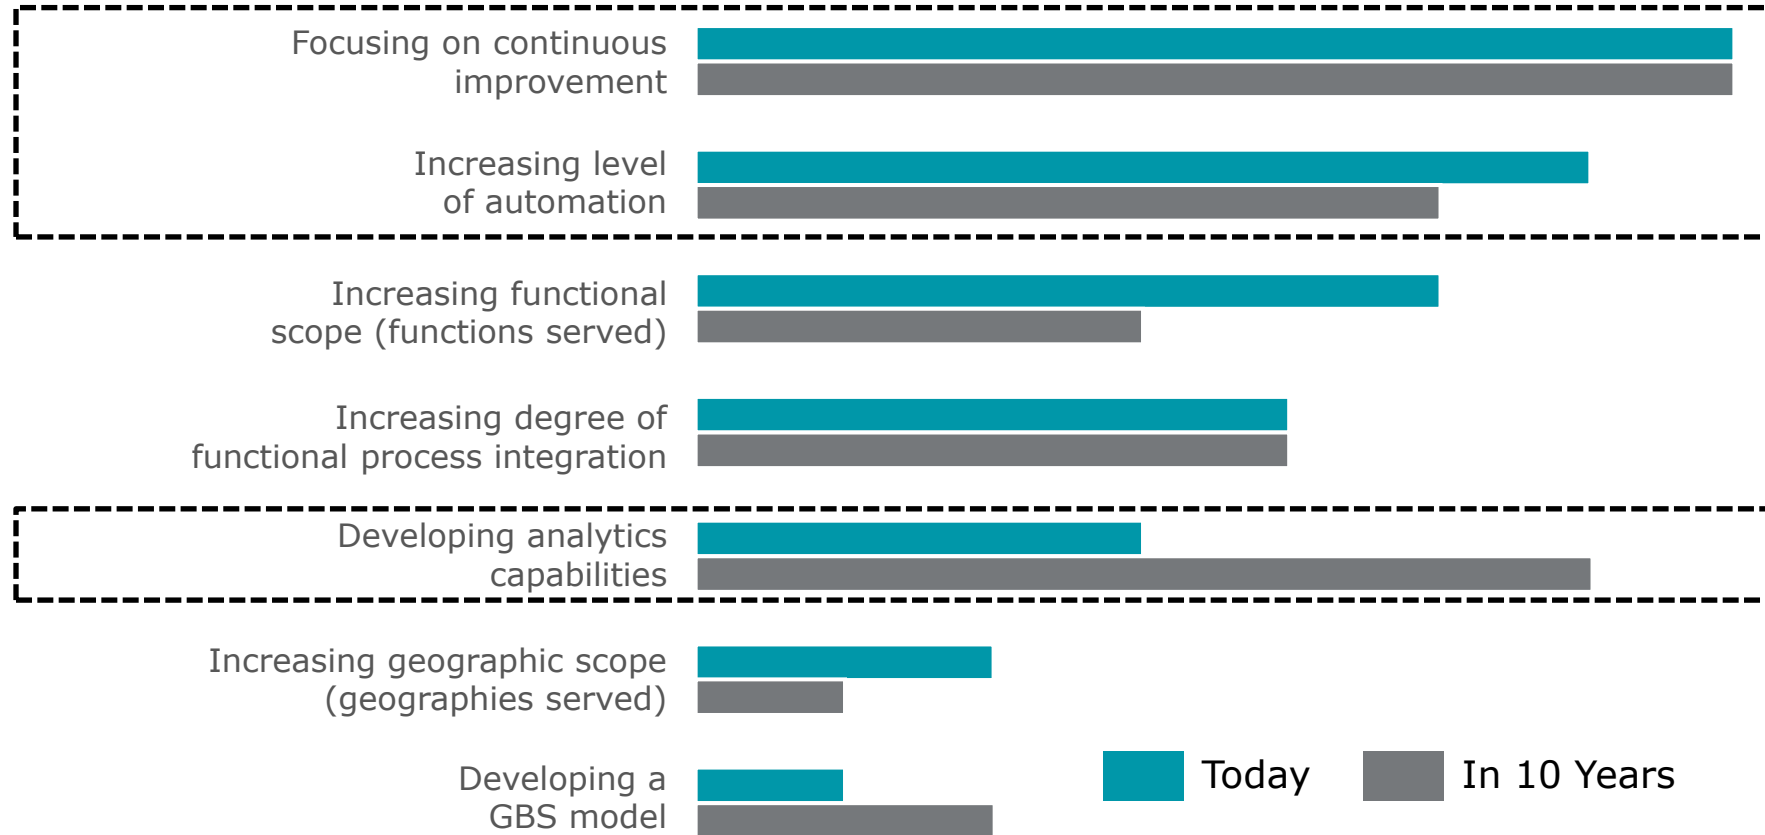 Focusing on continuous
improvement
Increasing level
of automation
Increasing functional
scope (functions served)
Increasing degree of
functional process integration
Developing analytics
capabilities
Increasing geographic scope
(geographies served)
Developing a
GBS model
Today
In 10 Years